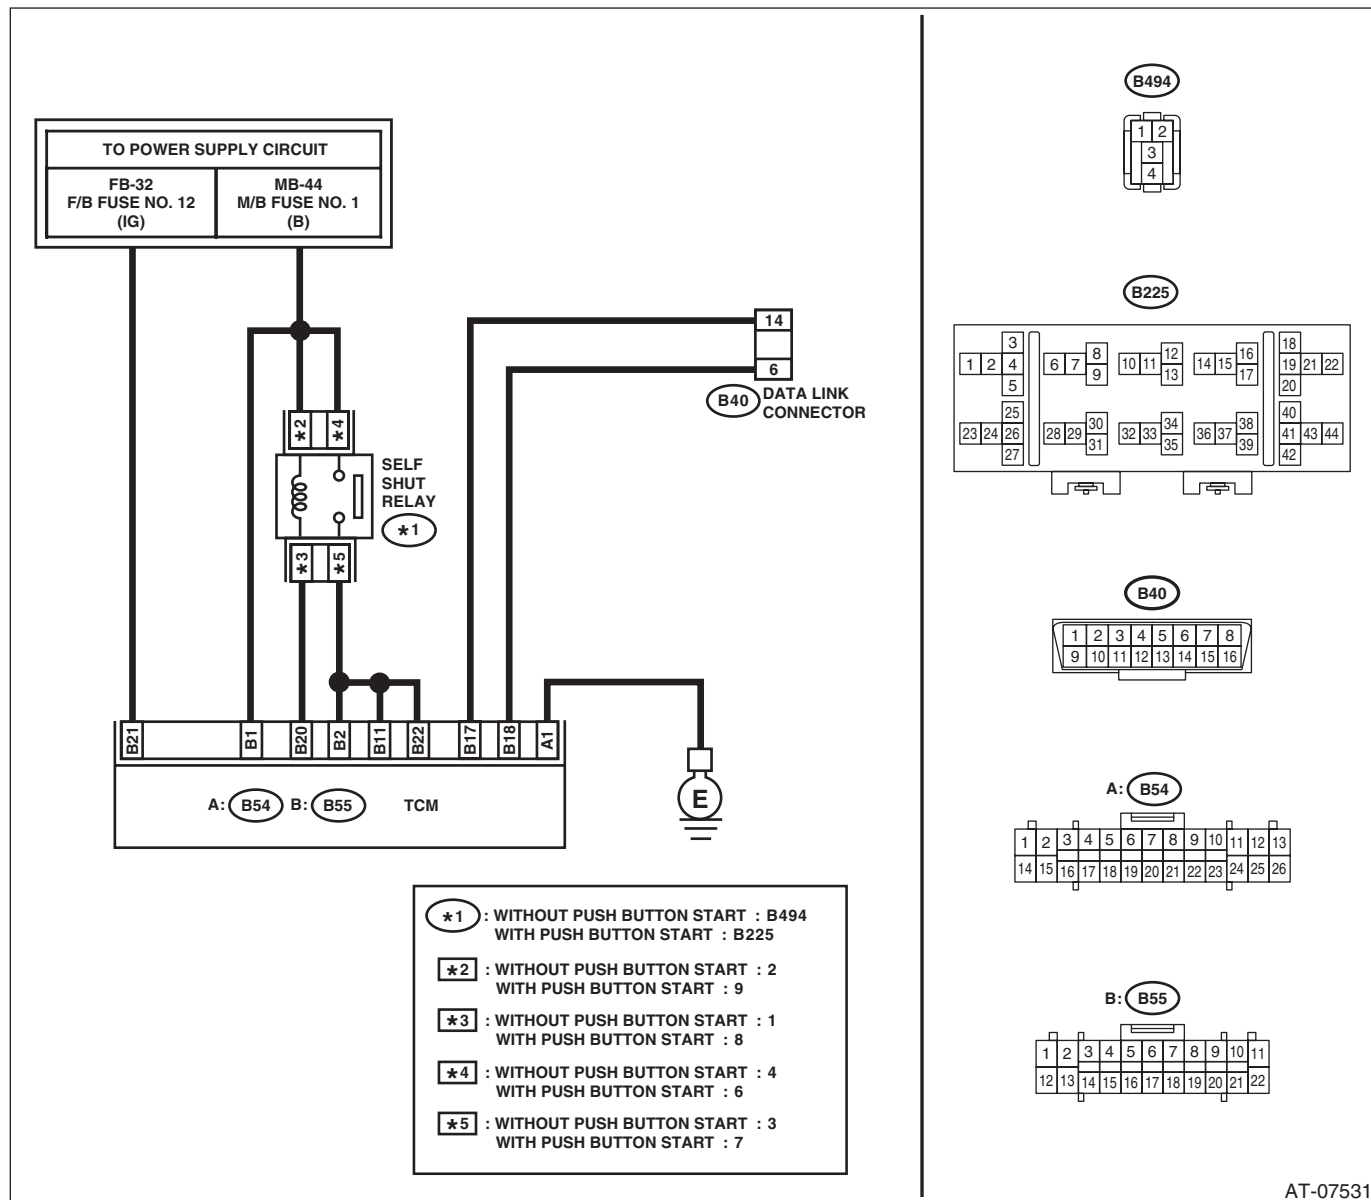 TO POWER SUPPLY CIRCUIT
FB-32
F/B FUSE NO. 12
(IG)
MB-44
M/B FUSE NO. 1
(B)
14
6
B40
DATA LINK
CONNECTOR
*2
*4
SELF
SHUT
RELAY
*1
*3
*5
B21
B1
B20
B2
B11
B22
B17
B18
A1
A: B54 B: B55 TCM
E
*1 : WITHOUT PUSH BUTTON START : B494
WITH PUSH BUTTON START : B225
*2 : WITHOUT PUSH BUTTON START : 2
WITH PUSH BUTTON START : 9
*3 : WITHOUT PUSH BUTTON START : 1
WITH PUSH BUTTON START : 8
*4 : WITHOUT PUSH BUTTON START : 4
WITH PUSH BUTTON START : 6
*5 : WITHOUT PUSH BUTTON START : 3
WITH PUSH BUTTON START : 7
B494
1 2
3
4
B225
3 8 12 16 18
1 2 4 6 7 10 11 14 15 19 21 22
5 9 13 17 20
25 30 34 38 40
23 24 26 28 29 32 33 36 37 41 43 44
27 31 35 39 42
B40
1 2 3 4 5 6 7 8
9 10 11 12 13 14 15 16
A: B54
1 2 3 4 5 6 7 8 9 10 11 12 13
14 15 16 17 18 19 20 21 22 23 24 25 26
B: B55
1 2 3 4 5 6 7 8 9 10 11
12 13 14 15 16 17 18 19 20 21 22
AT-07531